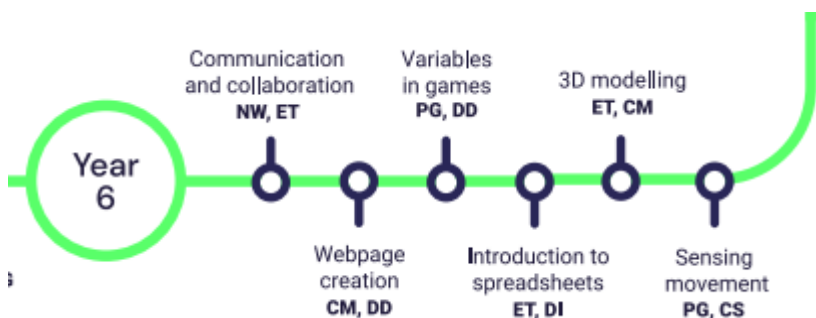 Year
6
Communication
and collaboration
NW, ET
Webpage
creation
CM, DD
Variables
in games
PG, DD
Introduction to
spreadsheets
ET, DI
3D modelling
ET, CM
Sensing
movement
PG, CS